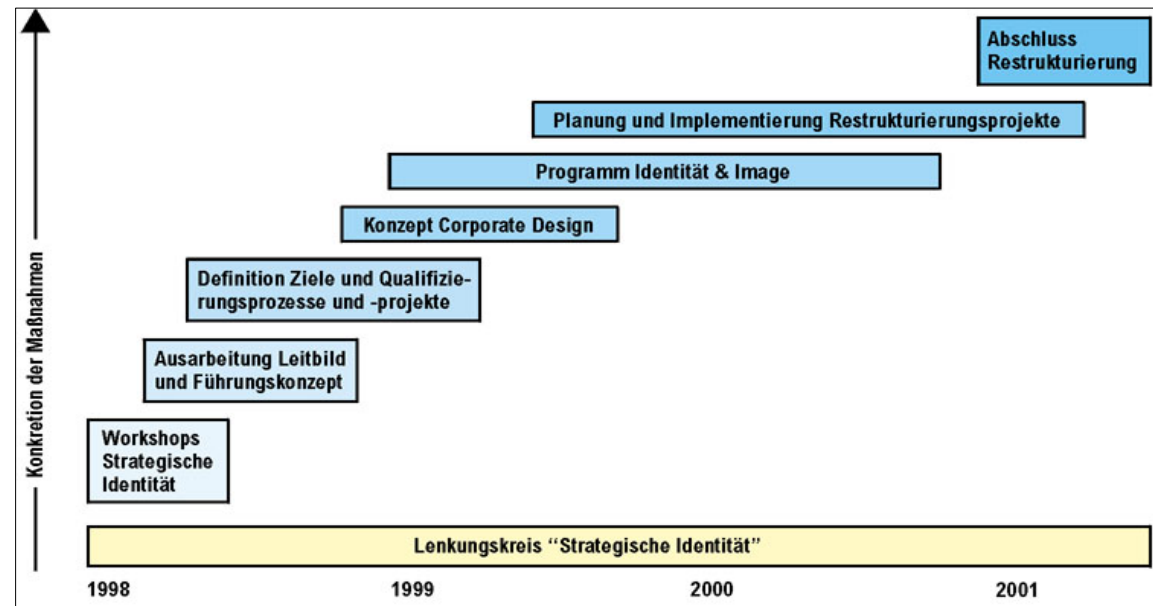 Abschluss
Restrukturierung
Planung und Implementierung Restrukturierungsprojekte
Programm Identität & Image
Konzept Corporate Design
Definition Ziele und Qualifizie-
rungsprozesse und -projekte
Ausarbeitung Leitbild
und Führungskonzept
Workshops
Strategische
Identität
Lenkungskreis “Strategische Identität”
Konkretion der Maßnahmen
1998
1999
2000
2001